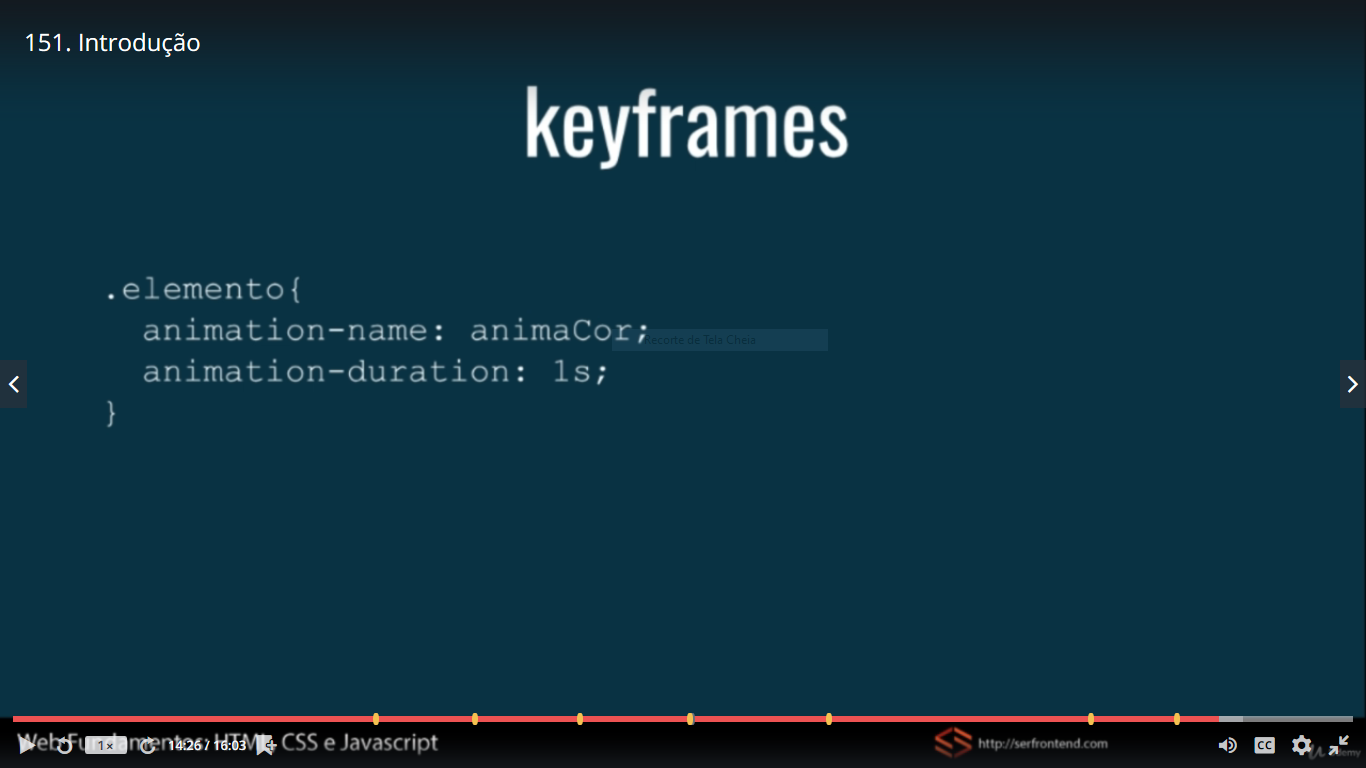 151. Introdução
keyframes
.elemento{
animation-name: animaCor;
Recorte de Tela Cheia
animation-duration: 1s;
}
Web Fundamentos: HTML, CSS e Javascript
1×
14:26 / 16:03
http://serfrontend.com
CC
Udemy